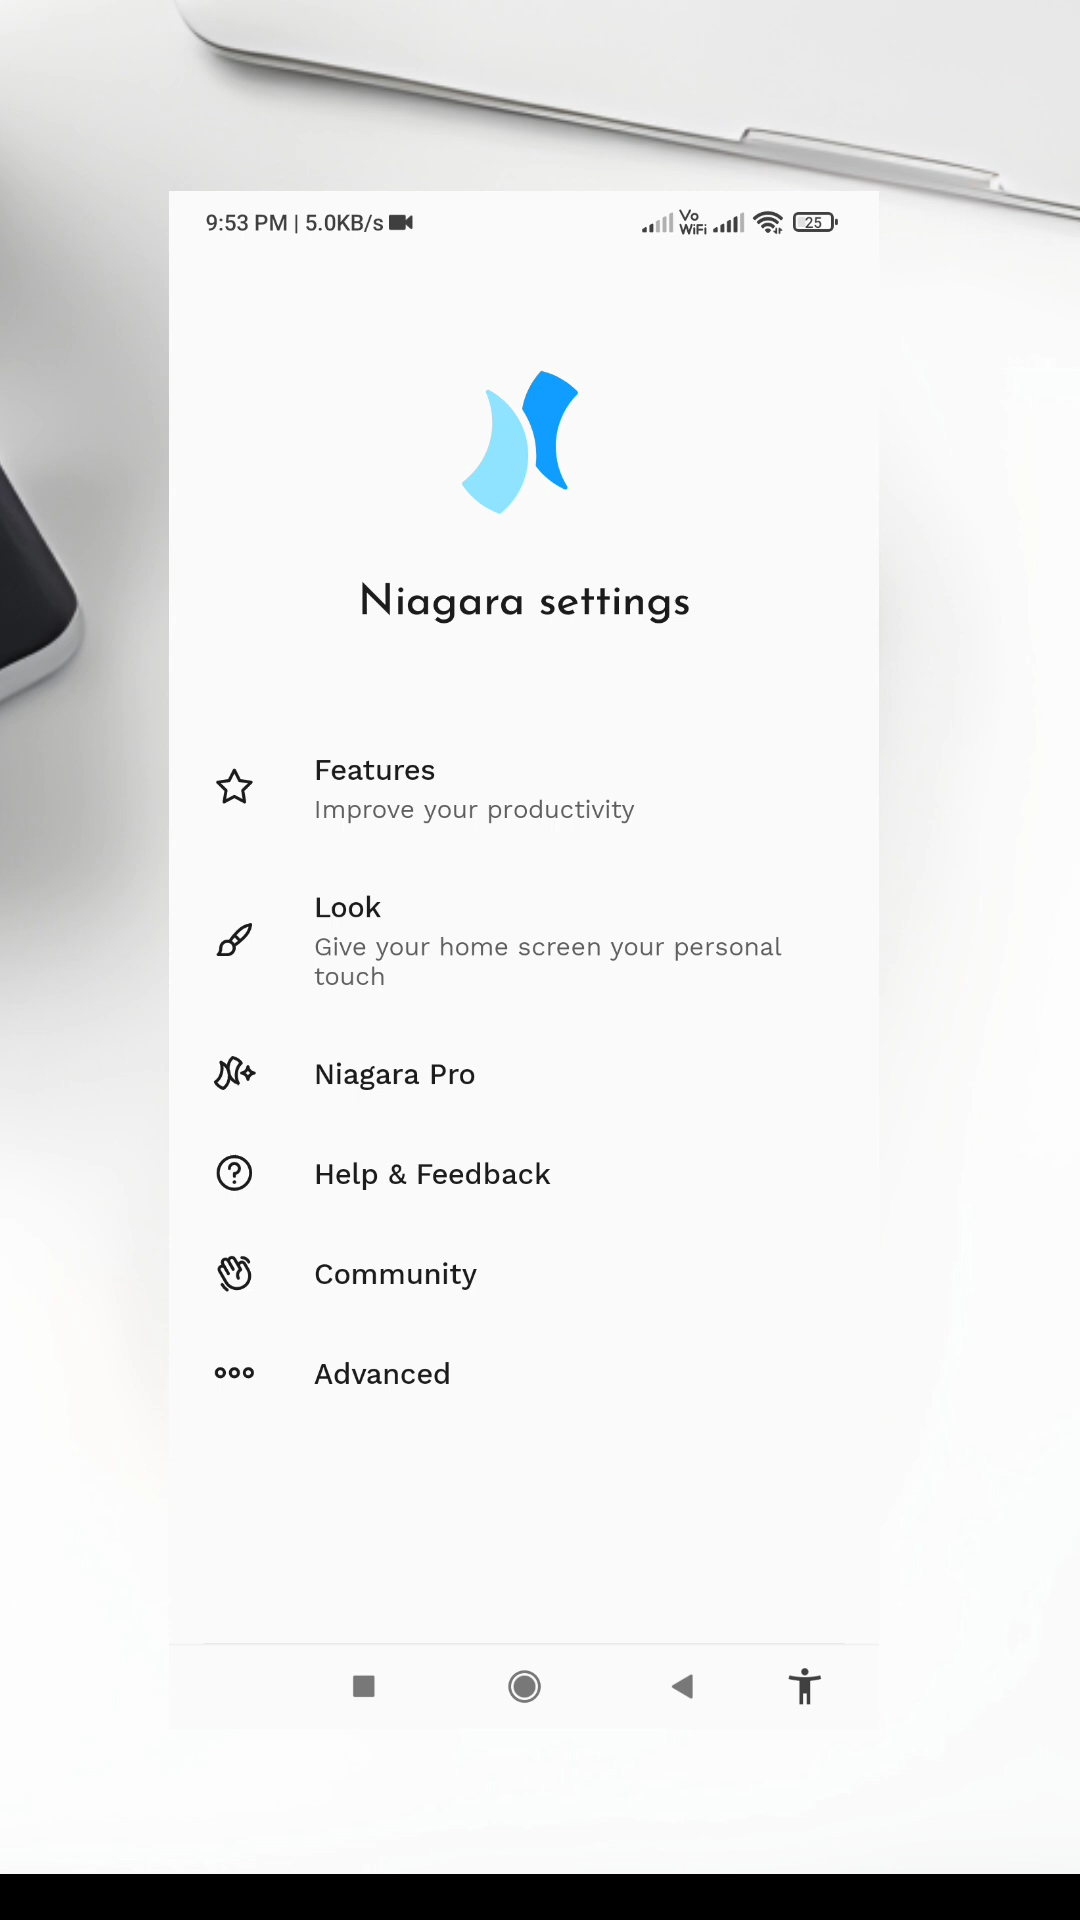 9:53 PM | 5.0KB/s
Vo
WiFi
25
Niagara settings
Features
Improve your productivity
Look
Give your home screen your personal
touch
Niagara Pro
Help & Feedback
Community
Advanced